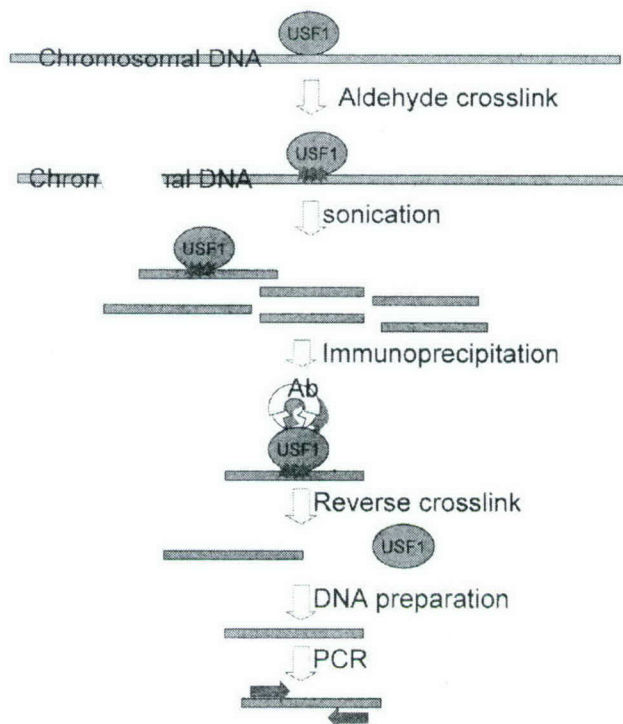 USF1
Chromosomal DNA
Aldehyde crosslink
USF1
Chrom al DNA
sonication
USF1
Immunoprecipitation
Ab
USF1
Reverse crosslink
USF1
DNA preparation
PCR